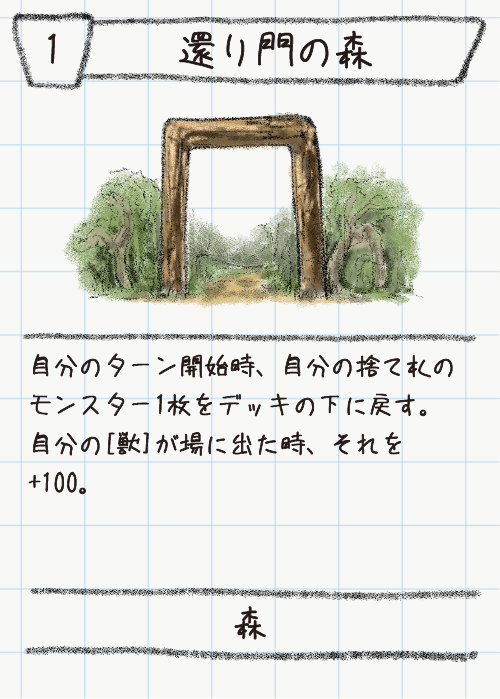 1
還り門の森
自分のターン開始時、自分の捨て札の
モンスター1枚をデッキの下に戻す。
自分の[獣]が場に出た時、それを
+100。
森